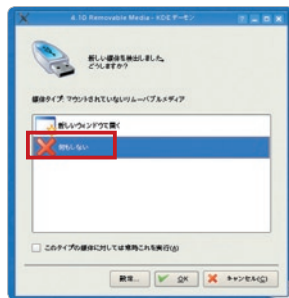 4.1G Removable Media - KDE デーモン
新しい媒体を検出しました。
どうしますか?
媒体タイプ: マウントされていないリムーバブルメディア
新しいウィンドウで開く
何もしない
このタイプの媒体に対しては常時これを実行(a)
設定...
OK
キャンセル(C)